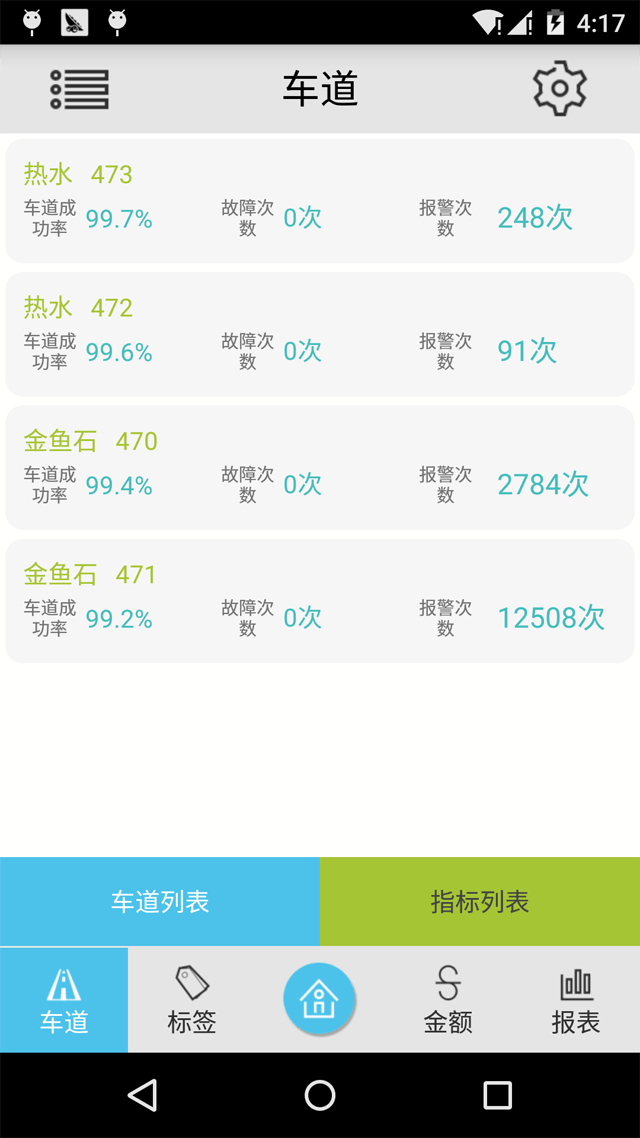 4:17
车道
热水 473
车道成
功率 99.7%
故障次
数 0次
报警次
数 248次
热水 472
车道成
功率 99.6%
故障次
数 0次
报警次
数 91次
金鱼石 470
车道成
功率 99.4%
故障次
数 0次
报警次
数 2784次
金鱼石 471
车道成
功率 99.2%
故障次
数 0次
报警次
数 12508次
车道列表 指标列表
车道 标签 金额 报表